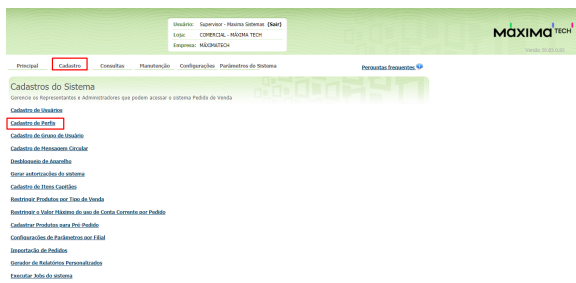 Usuário: Supervisor - Maxima Sistemas [Sair]
Loja: COMERCIAL - MÁXIMA TECH
Empresa: MÁXIMATECH
MÁXIMA TECH
Principal Cadastro Consultas Manutenção Configurações Parâmetros do Sistema Perguntas frequentes
Cadastros do Sistema
Gerencie os Representantes e Administradores que podem acessar o sistema Pedido de Venda
Cadastro de Usuários
Cadastro de Perfis
Cadastro de Grupo de Usuário
Cadastro de Mensagem Circular
Desbloqueio de Aparelho
Gerar autorizações do sistema
Cadastro de Itens Capitães
Restringir Produtos por Tipo de Venda
Restringir o Valor Máximo do uso de Conta Corrente por Pedido
Cadastrar Produtos para Pré-Pedido
Configurações de Parâmetros por Filial
Importação de Pedidos
Gerador de Relatórios Personalizados
Executar Jobs do sistema